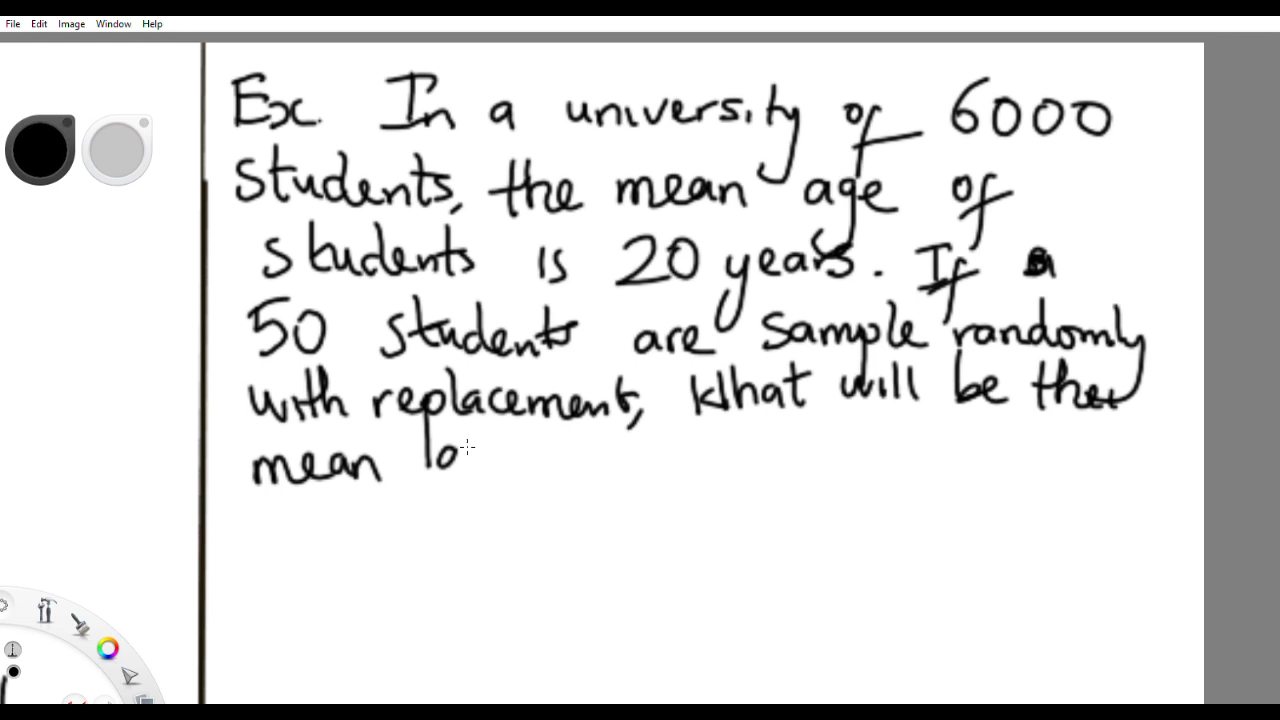 File Edit Image Window Help
Ex. In a university of 6000
students, the mean age of
students is 20 years. If a
50 students are sample randomly
with replacement, What will be the
mean